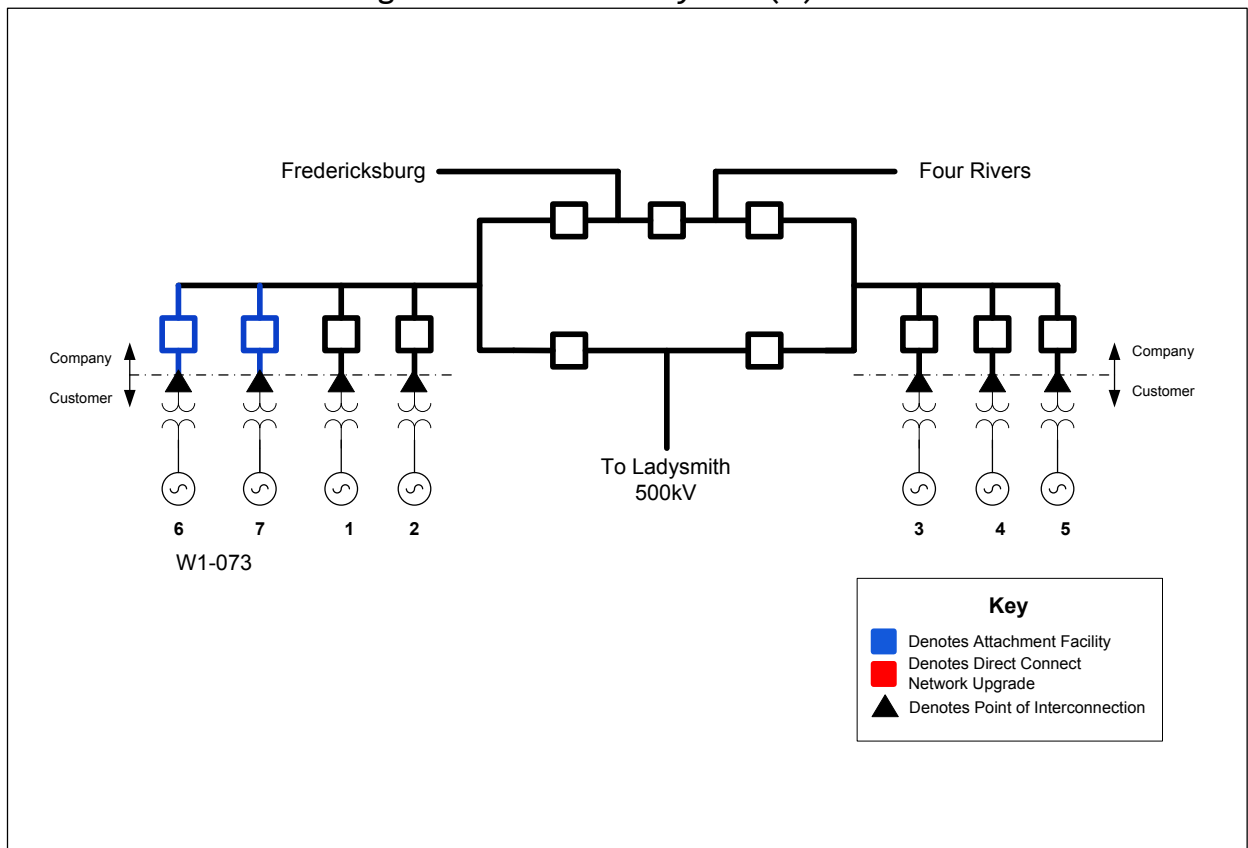 Fredericksburg
Four Rivers
Company
Customer
Company
Customer
To Ladysmith
500kV
6 7 1 2 3 4 5
W1-073
Key
Denotes Attachment Facility
Denotes Direct Connect
Network Upgrade
Denotes Point of Interconnection